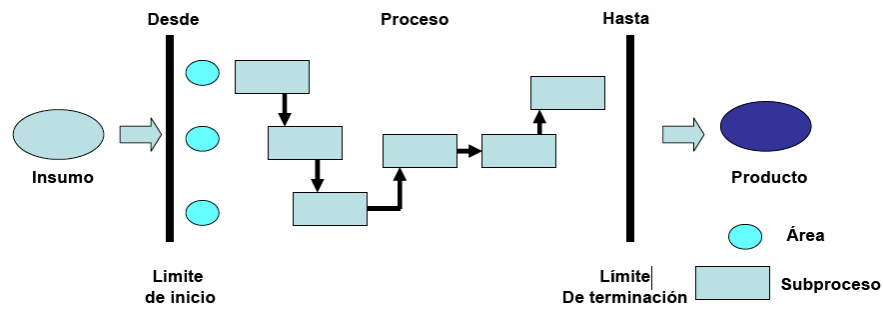 Desde
Proceso
Hasta
Insumo
Producto
Área
Limite
de inicio
Límite
De terminación
Subproceso